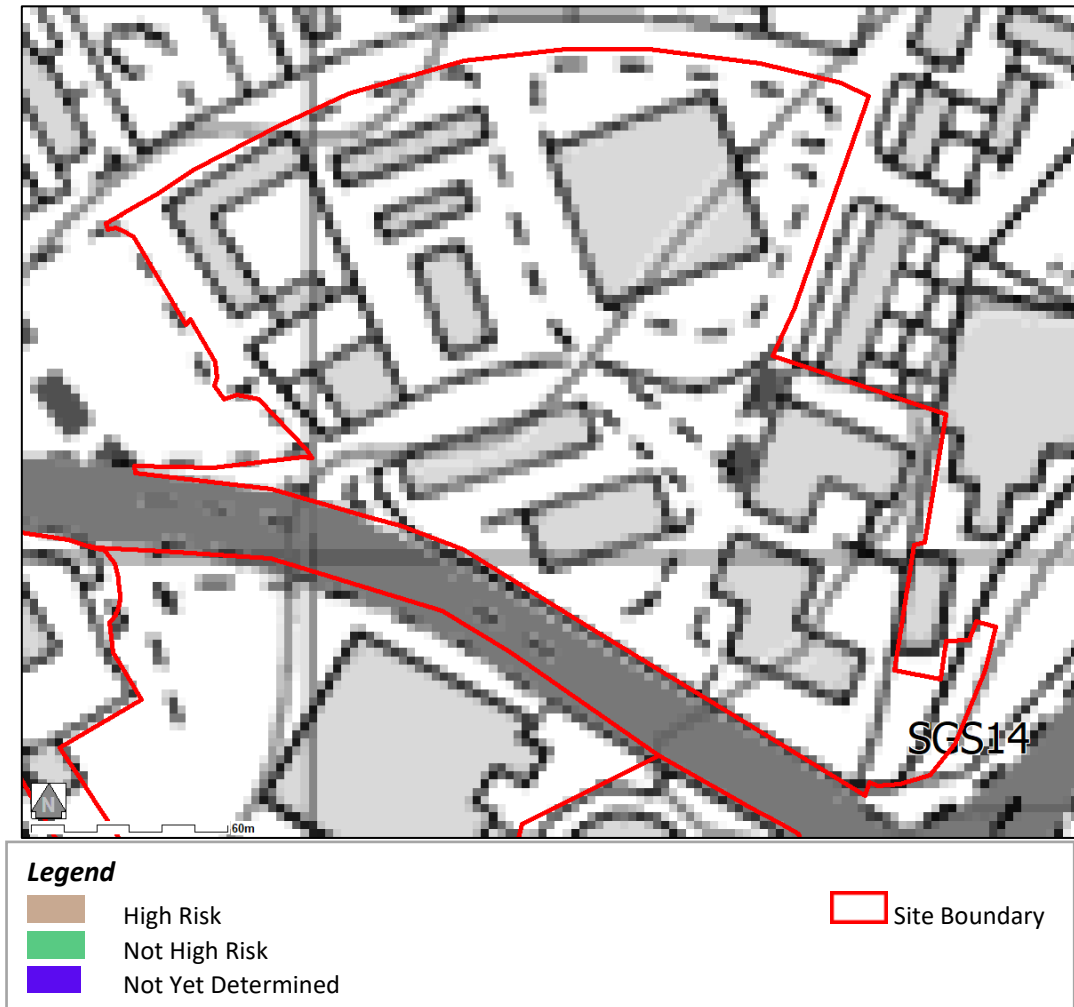 SGS14
N
60m
Legend
High Risk
Site Boundary
Not High Risk
Not Yet Determined